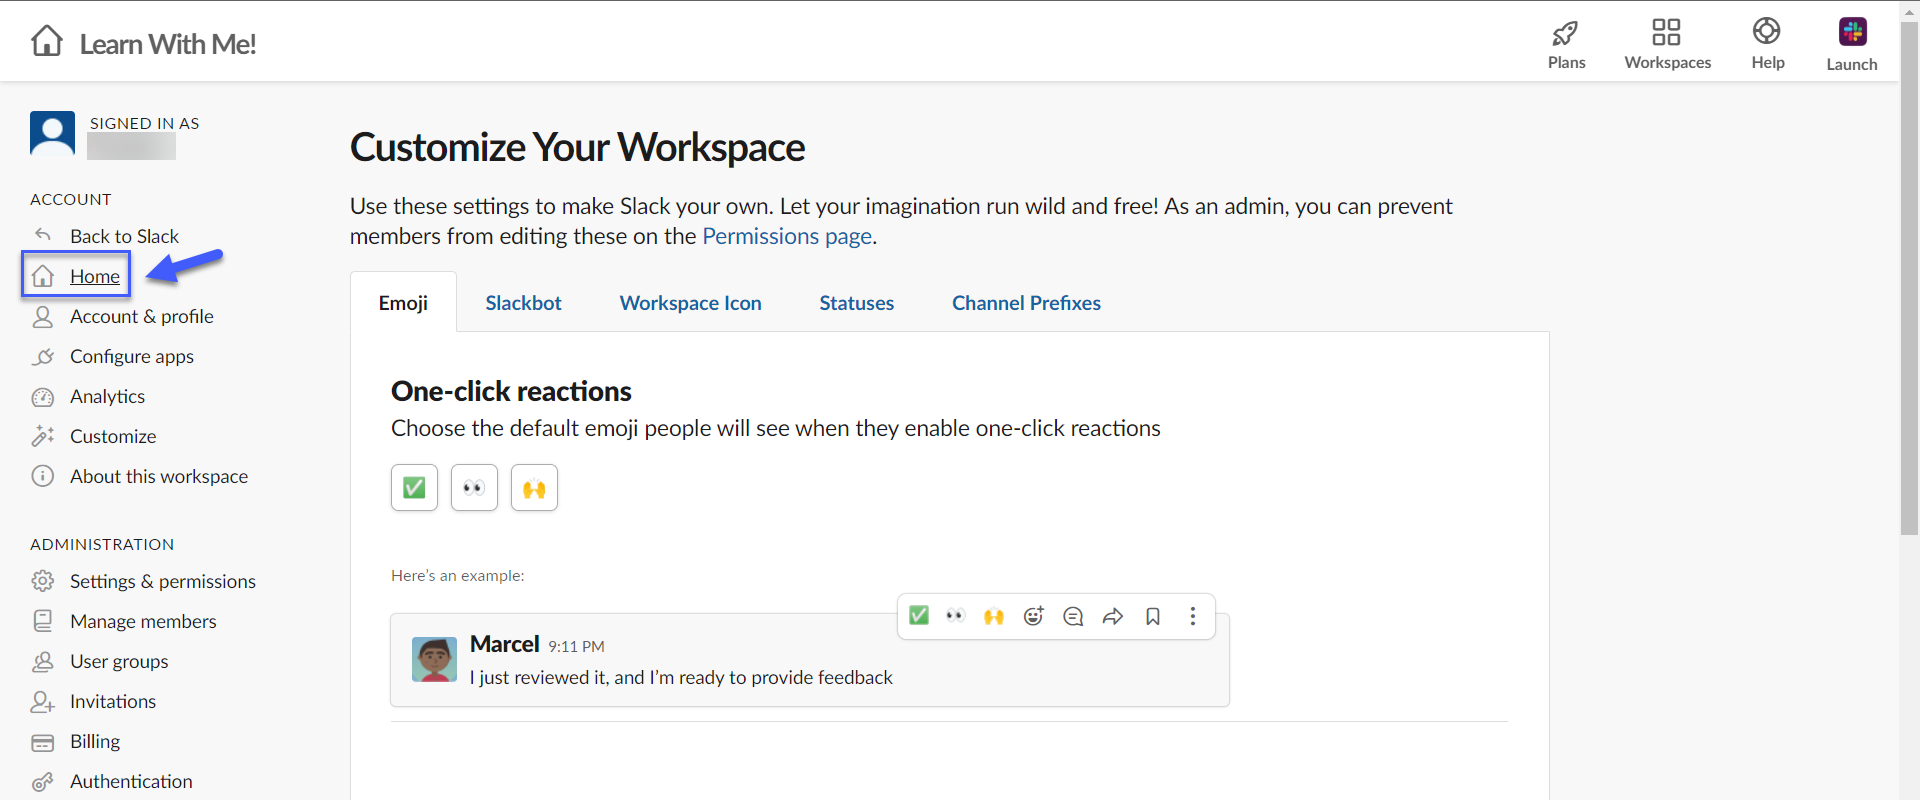 Learn With Me!
Plans
Workspaces
Help
Launch
SIGNED IN AS
ACCOUNT
Back to Slack
Home
Account & profile
Configure apps
Analytics
Customize
About this workspace
ADMINISTRATION
Settings & permissions
Manage members
User groups
Invitations
Billing
Authentication
Customize Your Workspace
Use these settings to make Slack your own. Let your imagination run wild and free! As an admin, you can prevent
members from editing these on the Permissions page.
Emoji
Slackbot
Workspace Icon
Statuses
Channel Prefixes
One-click reactions
Choose the default emoji people will see when they enable one-click reactions
Here's an example:
Marcel 9:11 PM
I just reviewed it, and I'm ready to provide feedback